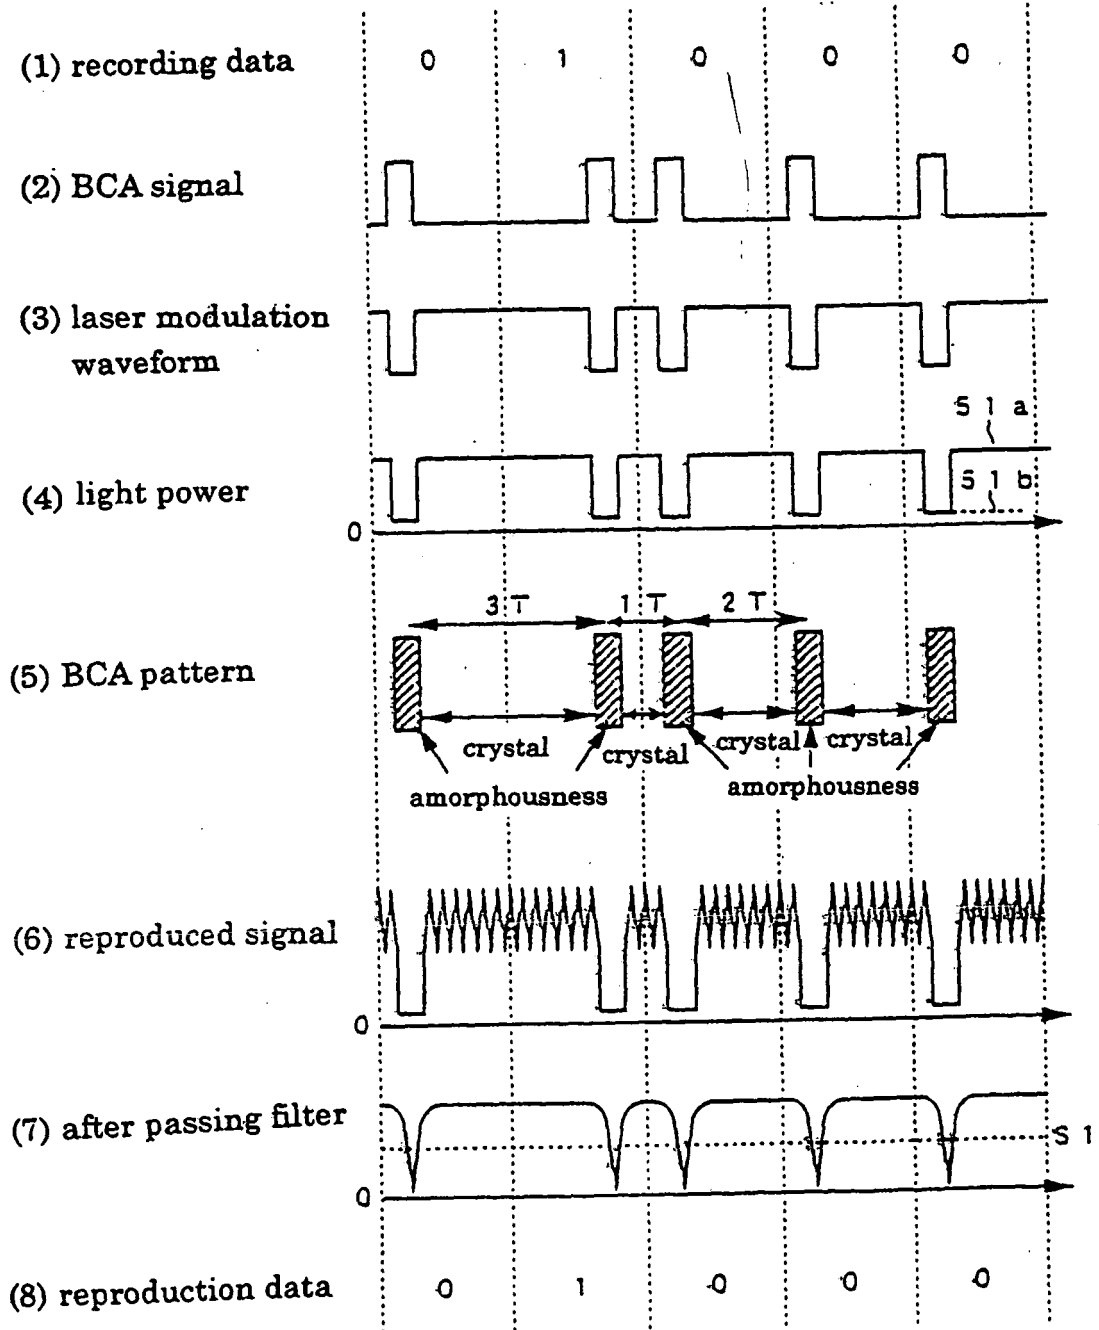 (1) recording data 0 1 0 0 0
(2) BCA signal
(3) laser modulation
waveform
S 1 a
(4) light power
S 1 b
0
3 T 1 T 2 T
(5) BCA pattern
crystal crystal crystal crystal
amorphousness amorphousness
(6) reproduced signal
0
(7) after passing filter
S 1
0
(8) reproduction data 0 1 0 0 0